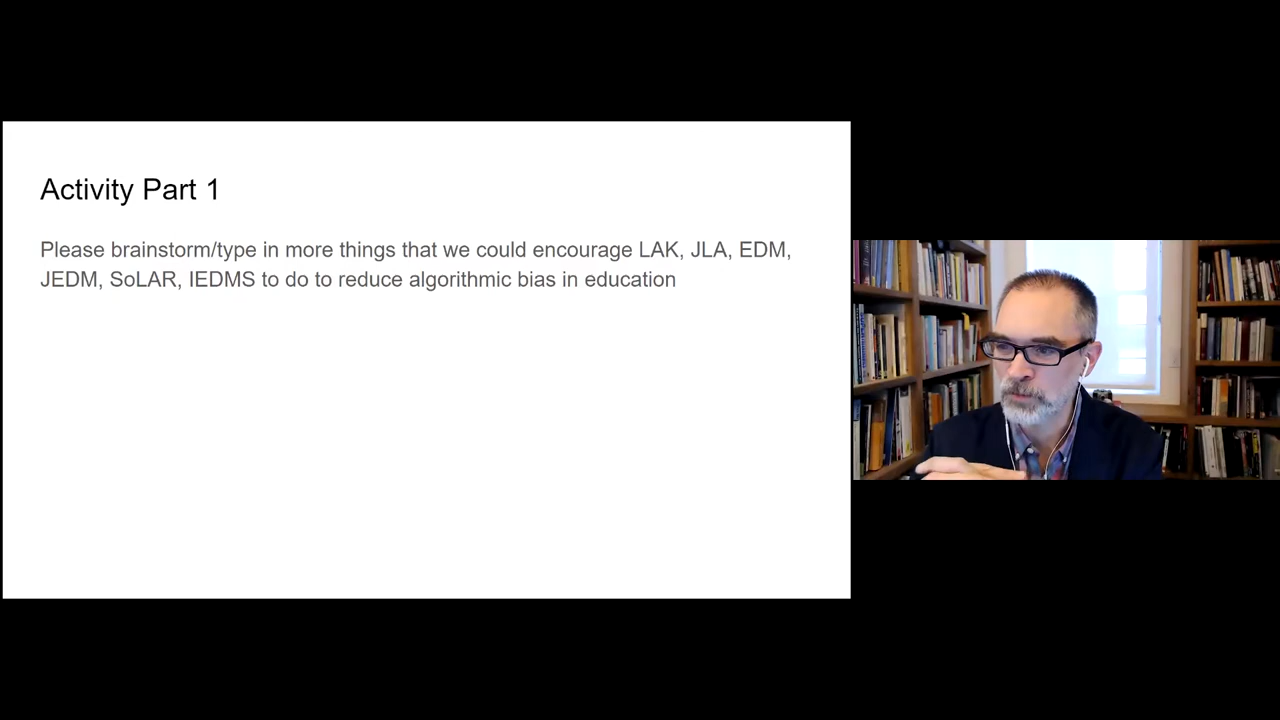 Activity Part 1
Please brainstorm/type in more things that we could encourage LAK, JLA, EDM,
JEDM, SoLAR, IEDMS to do to reduce algorithmic bias in education